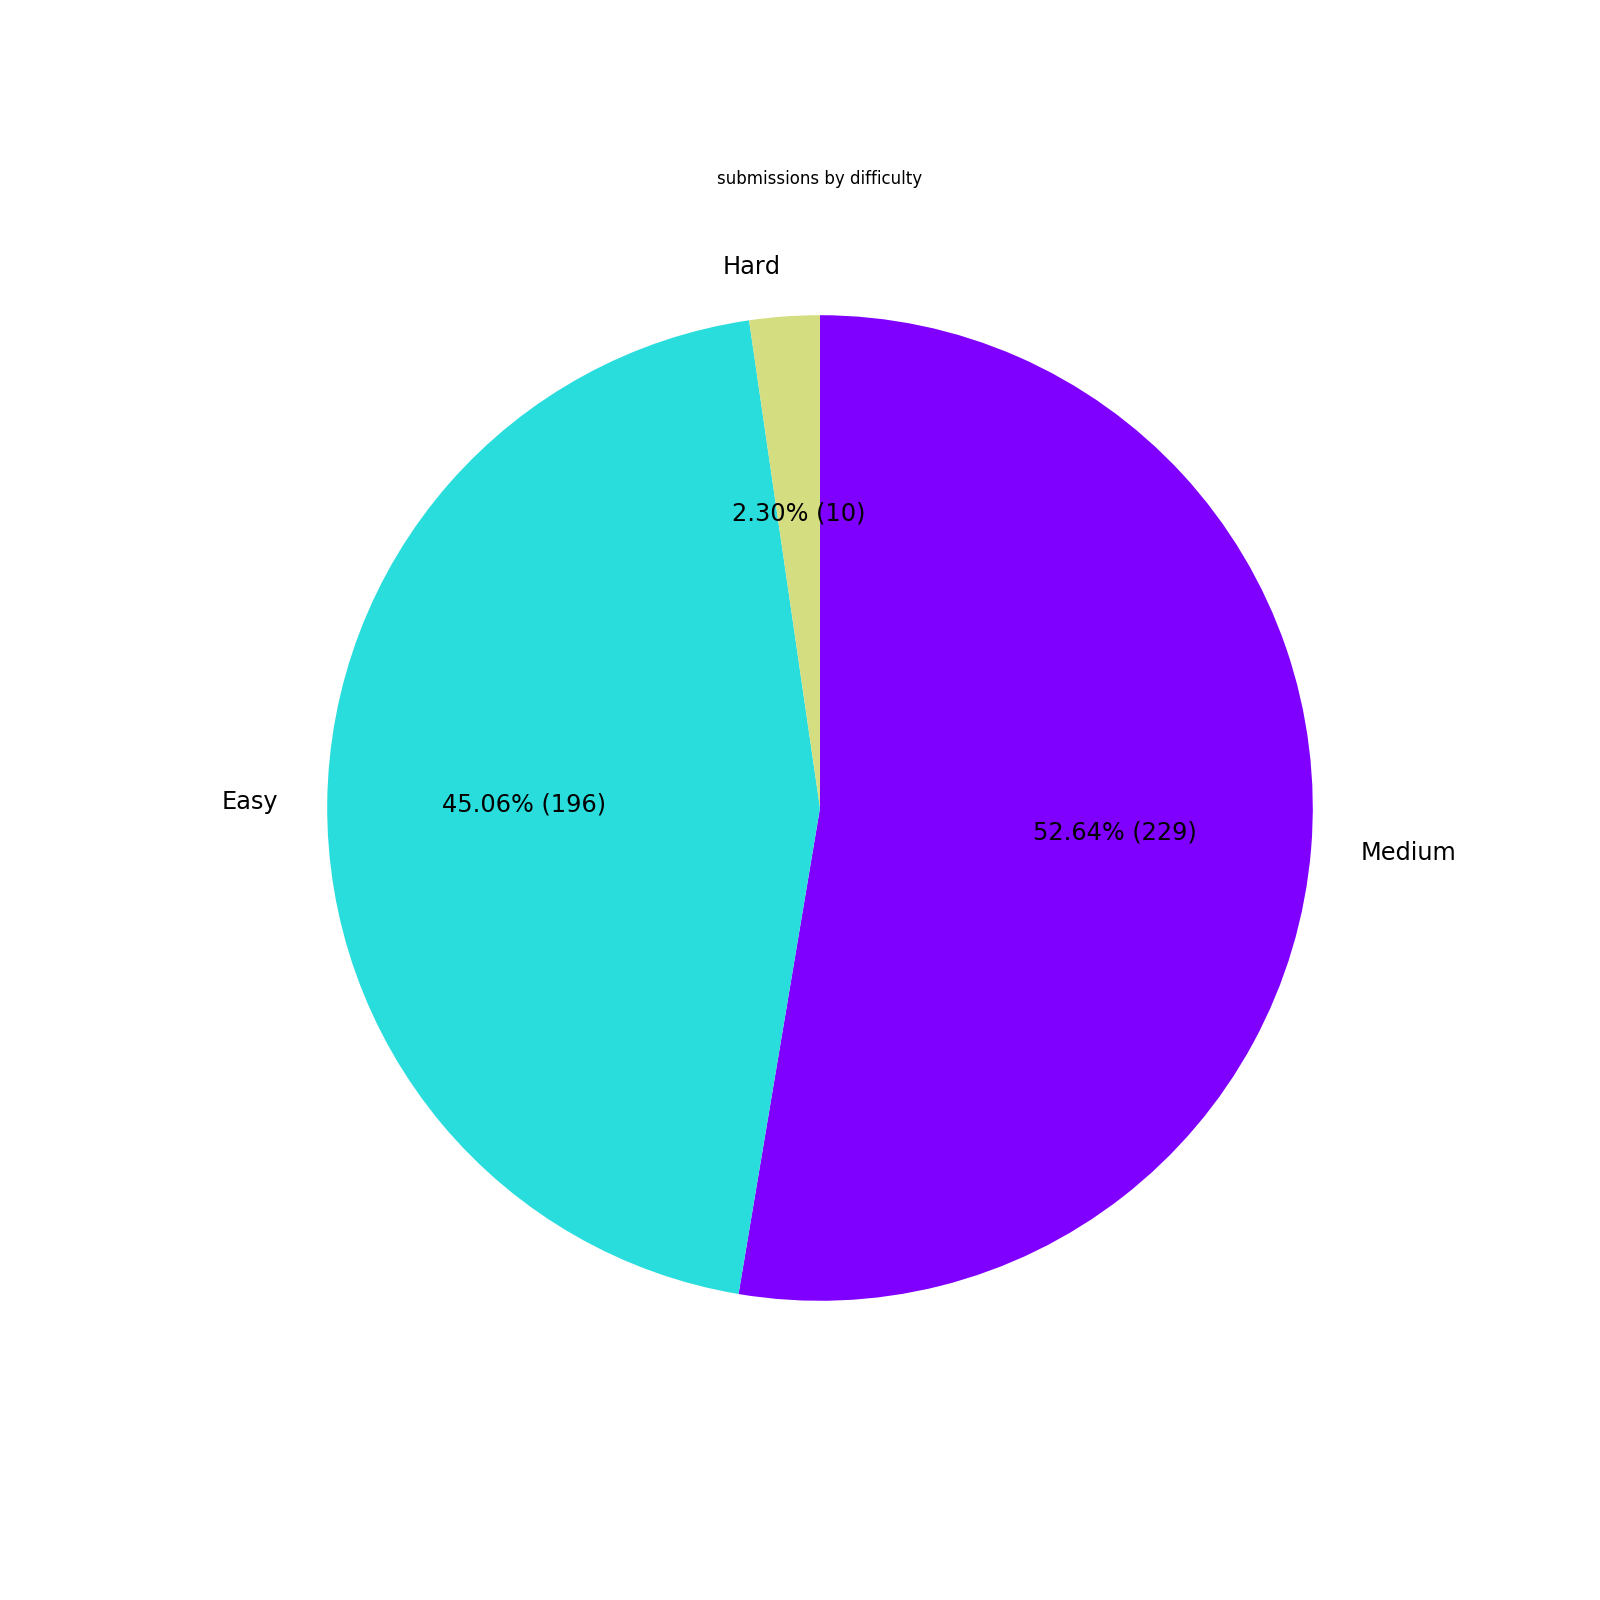 submissions by difficulty
Hard
2.30% (10)
Easy
45.06% (196)
52.64% (229)
Medium